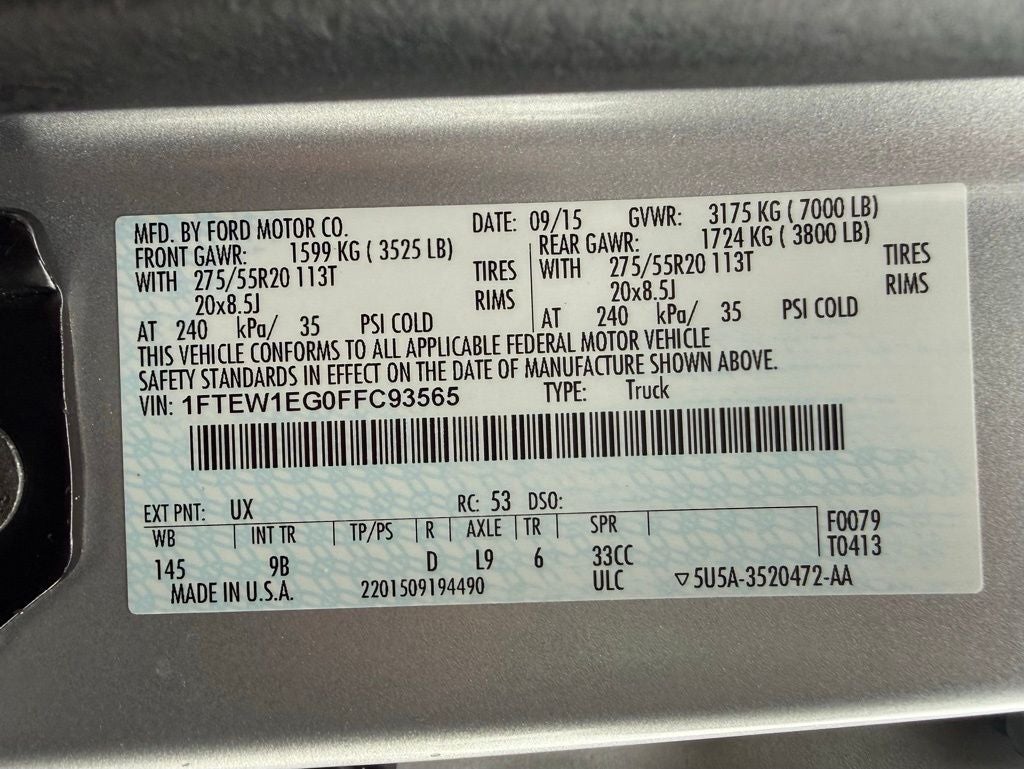 MFD. BY FORD MOTOR CO. DATE: 09/15 GVWR: 3175 KG ( 7000 LB)
FRONT GAWR: 1599 KG ( 3525 LB) REAR GAWR: 1724 KG ( 3800 LB)
WITH 275/55R20 113T TIRES WITH 275/55R20 113T TIRES
20x8.5J RIMS 20x8.5J RIMS
AT 240 kPa/ 35 PSI COLD AT 240 kPa/ 35 PSI COLD
THIS VEHICLE CONFORMS TO ALL APPLICABLE FEDERAL MOTOR VEHICLE
SAFETY STANDARDS IN EFFECT ON THE DATE OF MANUFACTURE SHOWN ABOVE.
VIN: 1FTEW1EG0FFC93565 TYPE: Truck
EXT PNT: UX RC: 53 DSO:
WB INT TR TP/PS R AXLE TR SPR F0079
145 9B D L9 6 33CC T0413
MADE IN U.S.A. 2201509194490 ULC ▽5U5A-3520472-AA